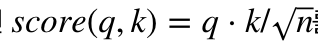 score(q, k) = q · k/√n